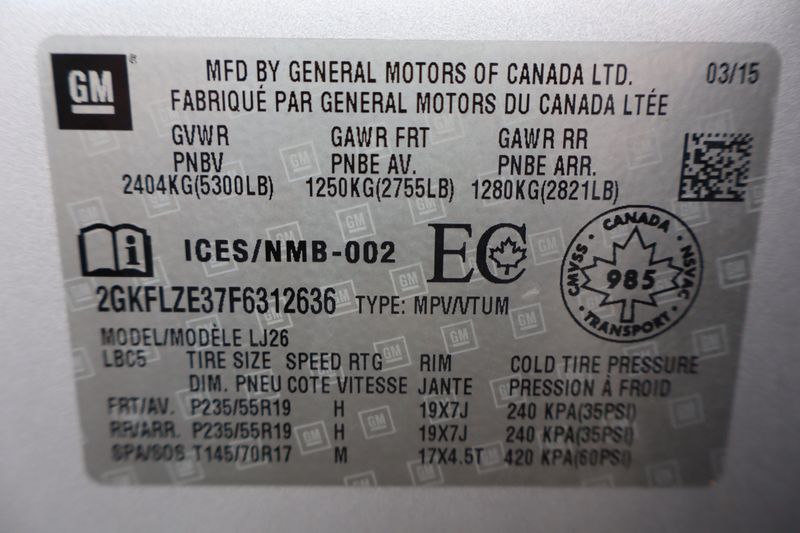 GM
MFD BY GENERAL MOTORS OF CANADA LTD. 03/15
FABRIQUÉ PAR GENERAL MOTORS DU CANADA LTÉE
GVWR GAWR FRT GAWR RR
PNBV PNBE AV. PNBE ARR.
2404KG(5300LB) 1250KG(2755LB) 1280KG(2821LB)
i ICES/NMB-002 EC
CANADA
CMVSS 985 NSVAC
TRANSPORT
2GKFLZE37F6312636 TYPE: MPV/VTUM
MODEL/MODÈLE LJ26
LBC5 TIRE SIZE SPEED RTG RIM COLD TIRE PRESSURE
DIM. PNEU COTE VITESSE JANTE PRESSION À FROID
FRT/AV. P235/55R19 H 19X7J 240 KPA(35PSI)
RR/ARR. P235/55R19 H 19X7J 240 KPA(35PSI)
SPA/SOS T145/70R17 M 17X4.5T 420 KPA(60PSI)